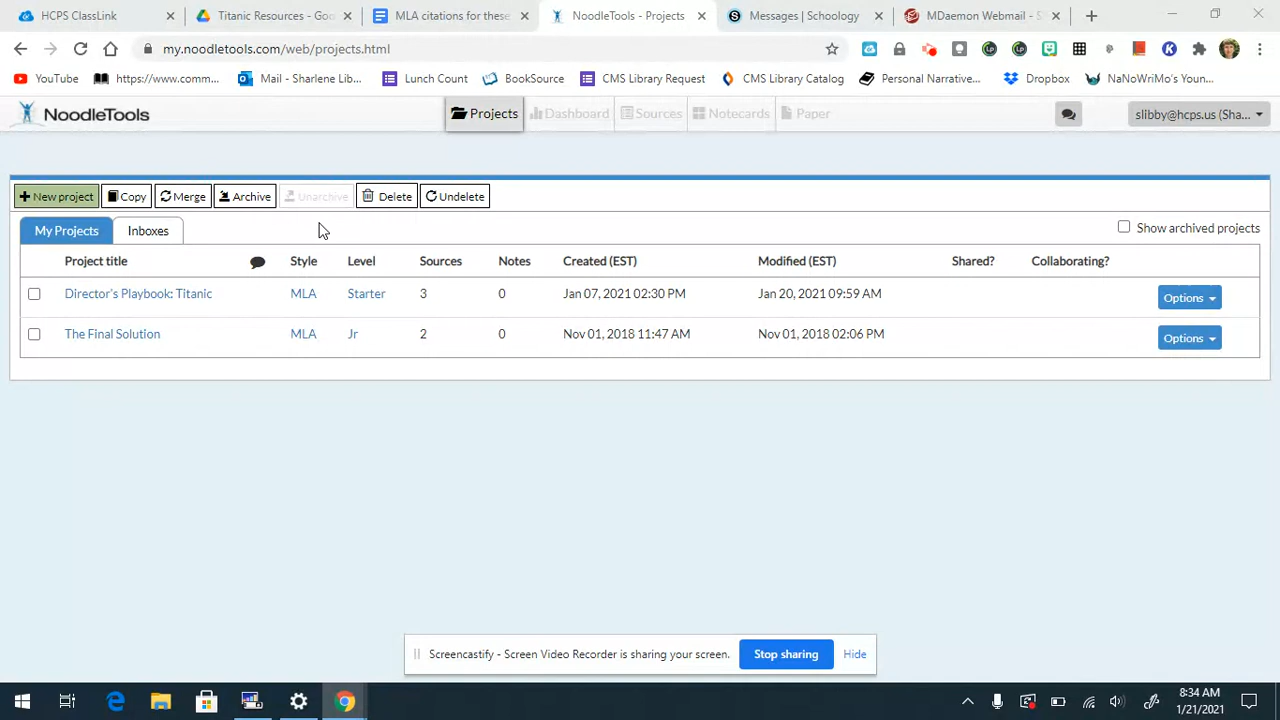 HCPS ClassLink
Titanic Resources - Goo
MLA citations for these
NoodleTools - Projects
Messages | Schoology
MDaemon Webmail - S
my.noodletools.com/web/projects.html
YouTube
https://www.comm...
Mail - Sharlene Lib...
Lunch Count
BookSource
CMS Library Request
CMS Library Catalog
Personal Narrative...
Dropbox
NaNoWriMo's Youn...
NoodleTools
Projects
Dashboard
Sources
Notecards
Paper
slibby@hcps.us (Sha...
New project
Copy
Merge
Archive
Unarchive
Delete
Undelete
My Projects
Inboxes
Show archived projects
Project title Style Level Sources Notes Created (EST) Modified (EST) Shared? Collaborating?
Director's Playbook: Titanic MLA Starter 3 0 Jan 07, 2021 02:30 PM Jan 20, 2021 09:59 AM Options
The Final Solution MLA Jr 2 0 Nov 01, 2018 11:47 AM Nov 01, 2018 02:06 PM Options
Screencastify - Screen Video Recorder is sharing your screen.
Stop sharing
Hide
8:34 AM
1/21/2021